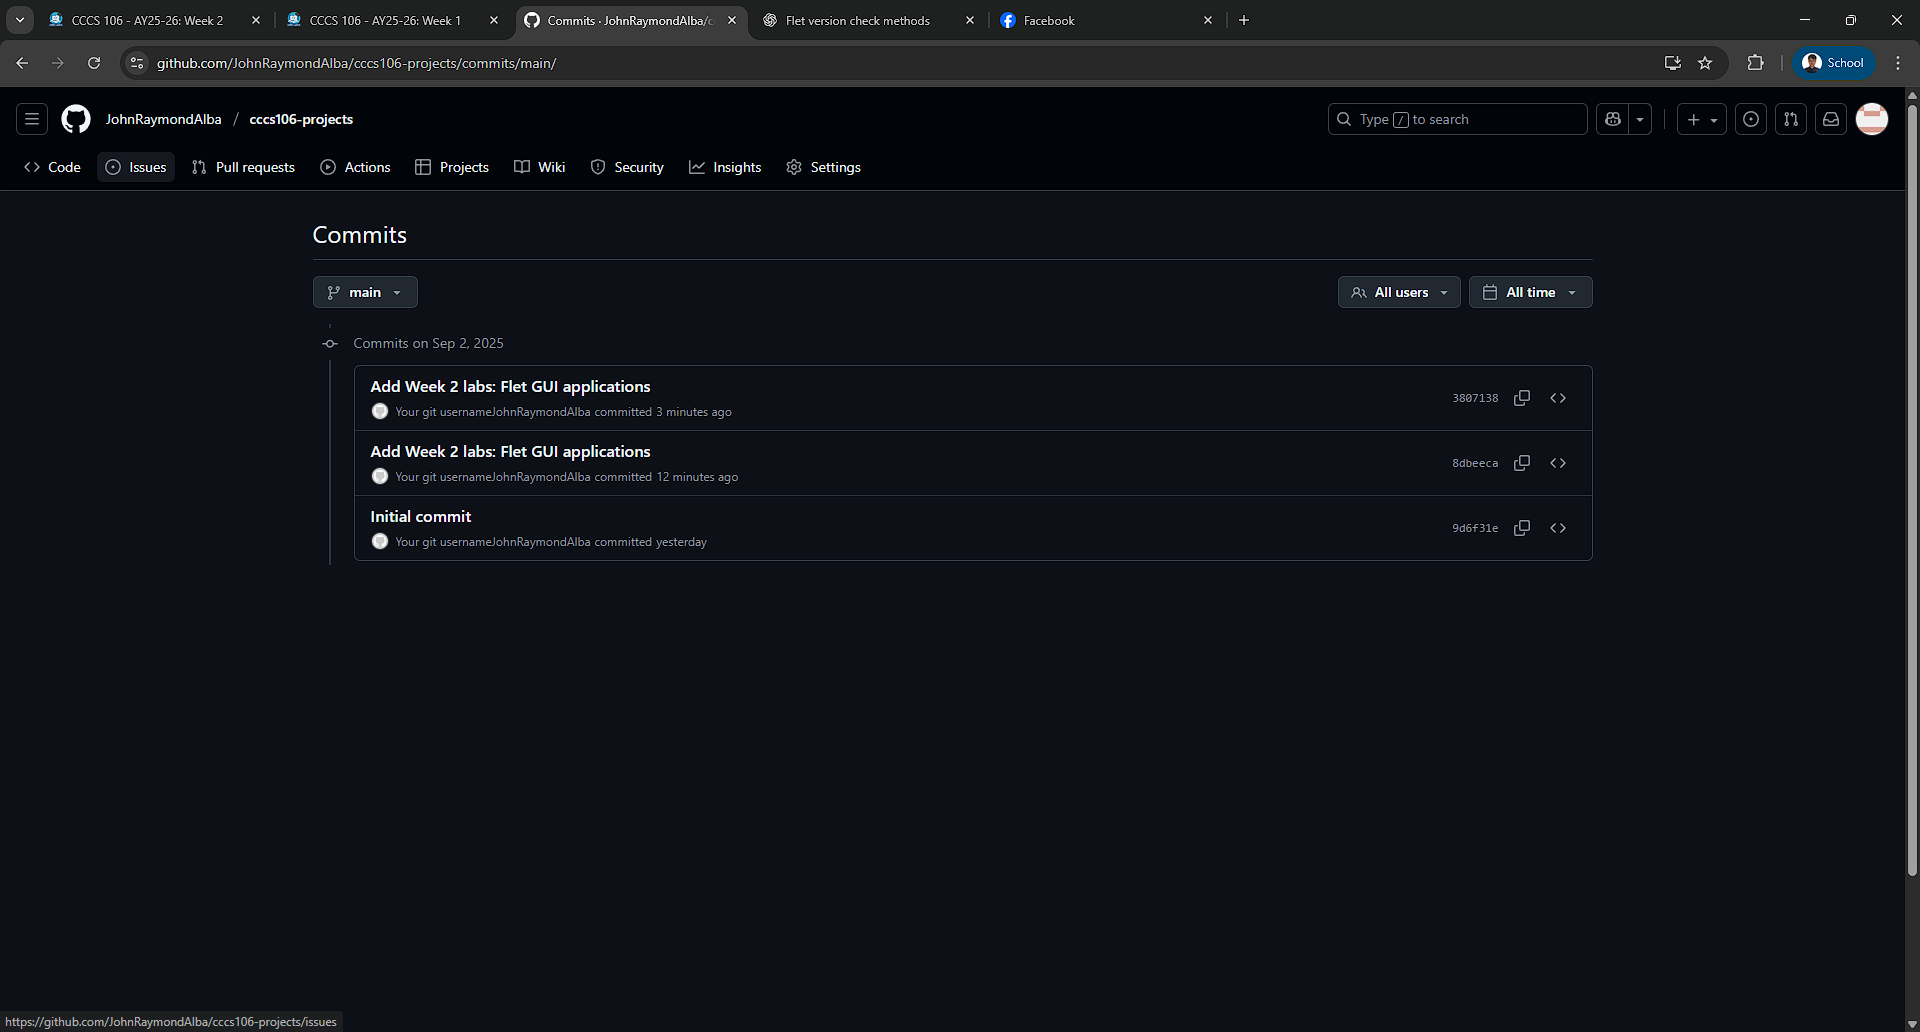 CCCS 106 - AY25-26: Week 2
CCCS 106 - AY25-26: Week 1
Commits · JohnRaymondAlba/c
Flet version check methods
Facebook
github.com/JohnRaymondAlba/cccs106-projects/commits/main/
School
JohnRaymondAlba / cccs106-projects
Type / to search
Code
Issues
Pull requests
Actions
Projects
Wiki
Security
Insights
Settings
Commits
main
All users
All time
Commits on Sep 2, 2025
Add Week 2 labs: Flet GUI applications
Your git usernameJohnRaymondAlba committed 3 minutes ago
3807138
Add Week 2 labs: Flet GUI applications
Your git usernameJohnRaymondAlba committed 12 minutes ago
8dbeeca
Initial commit
Your git usernameJohnRaymondAlba committed yesterday
9d6f31e
https://github.com/JohnRaymondAlba/cccs106-projects/issues